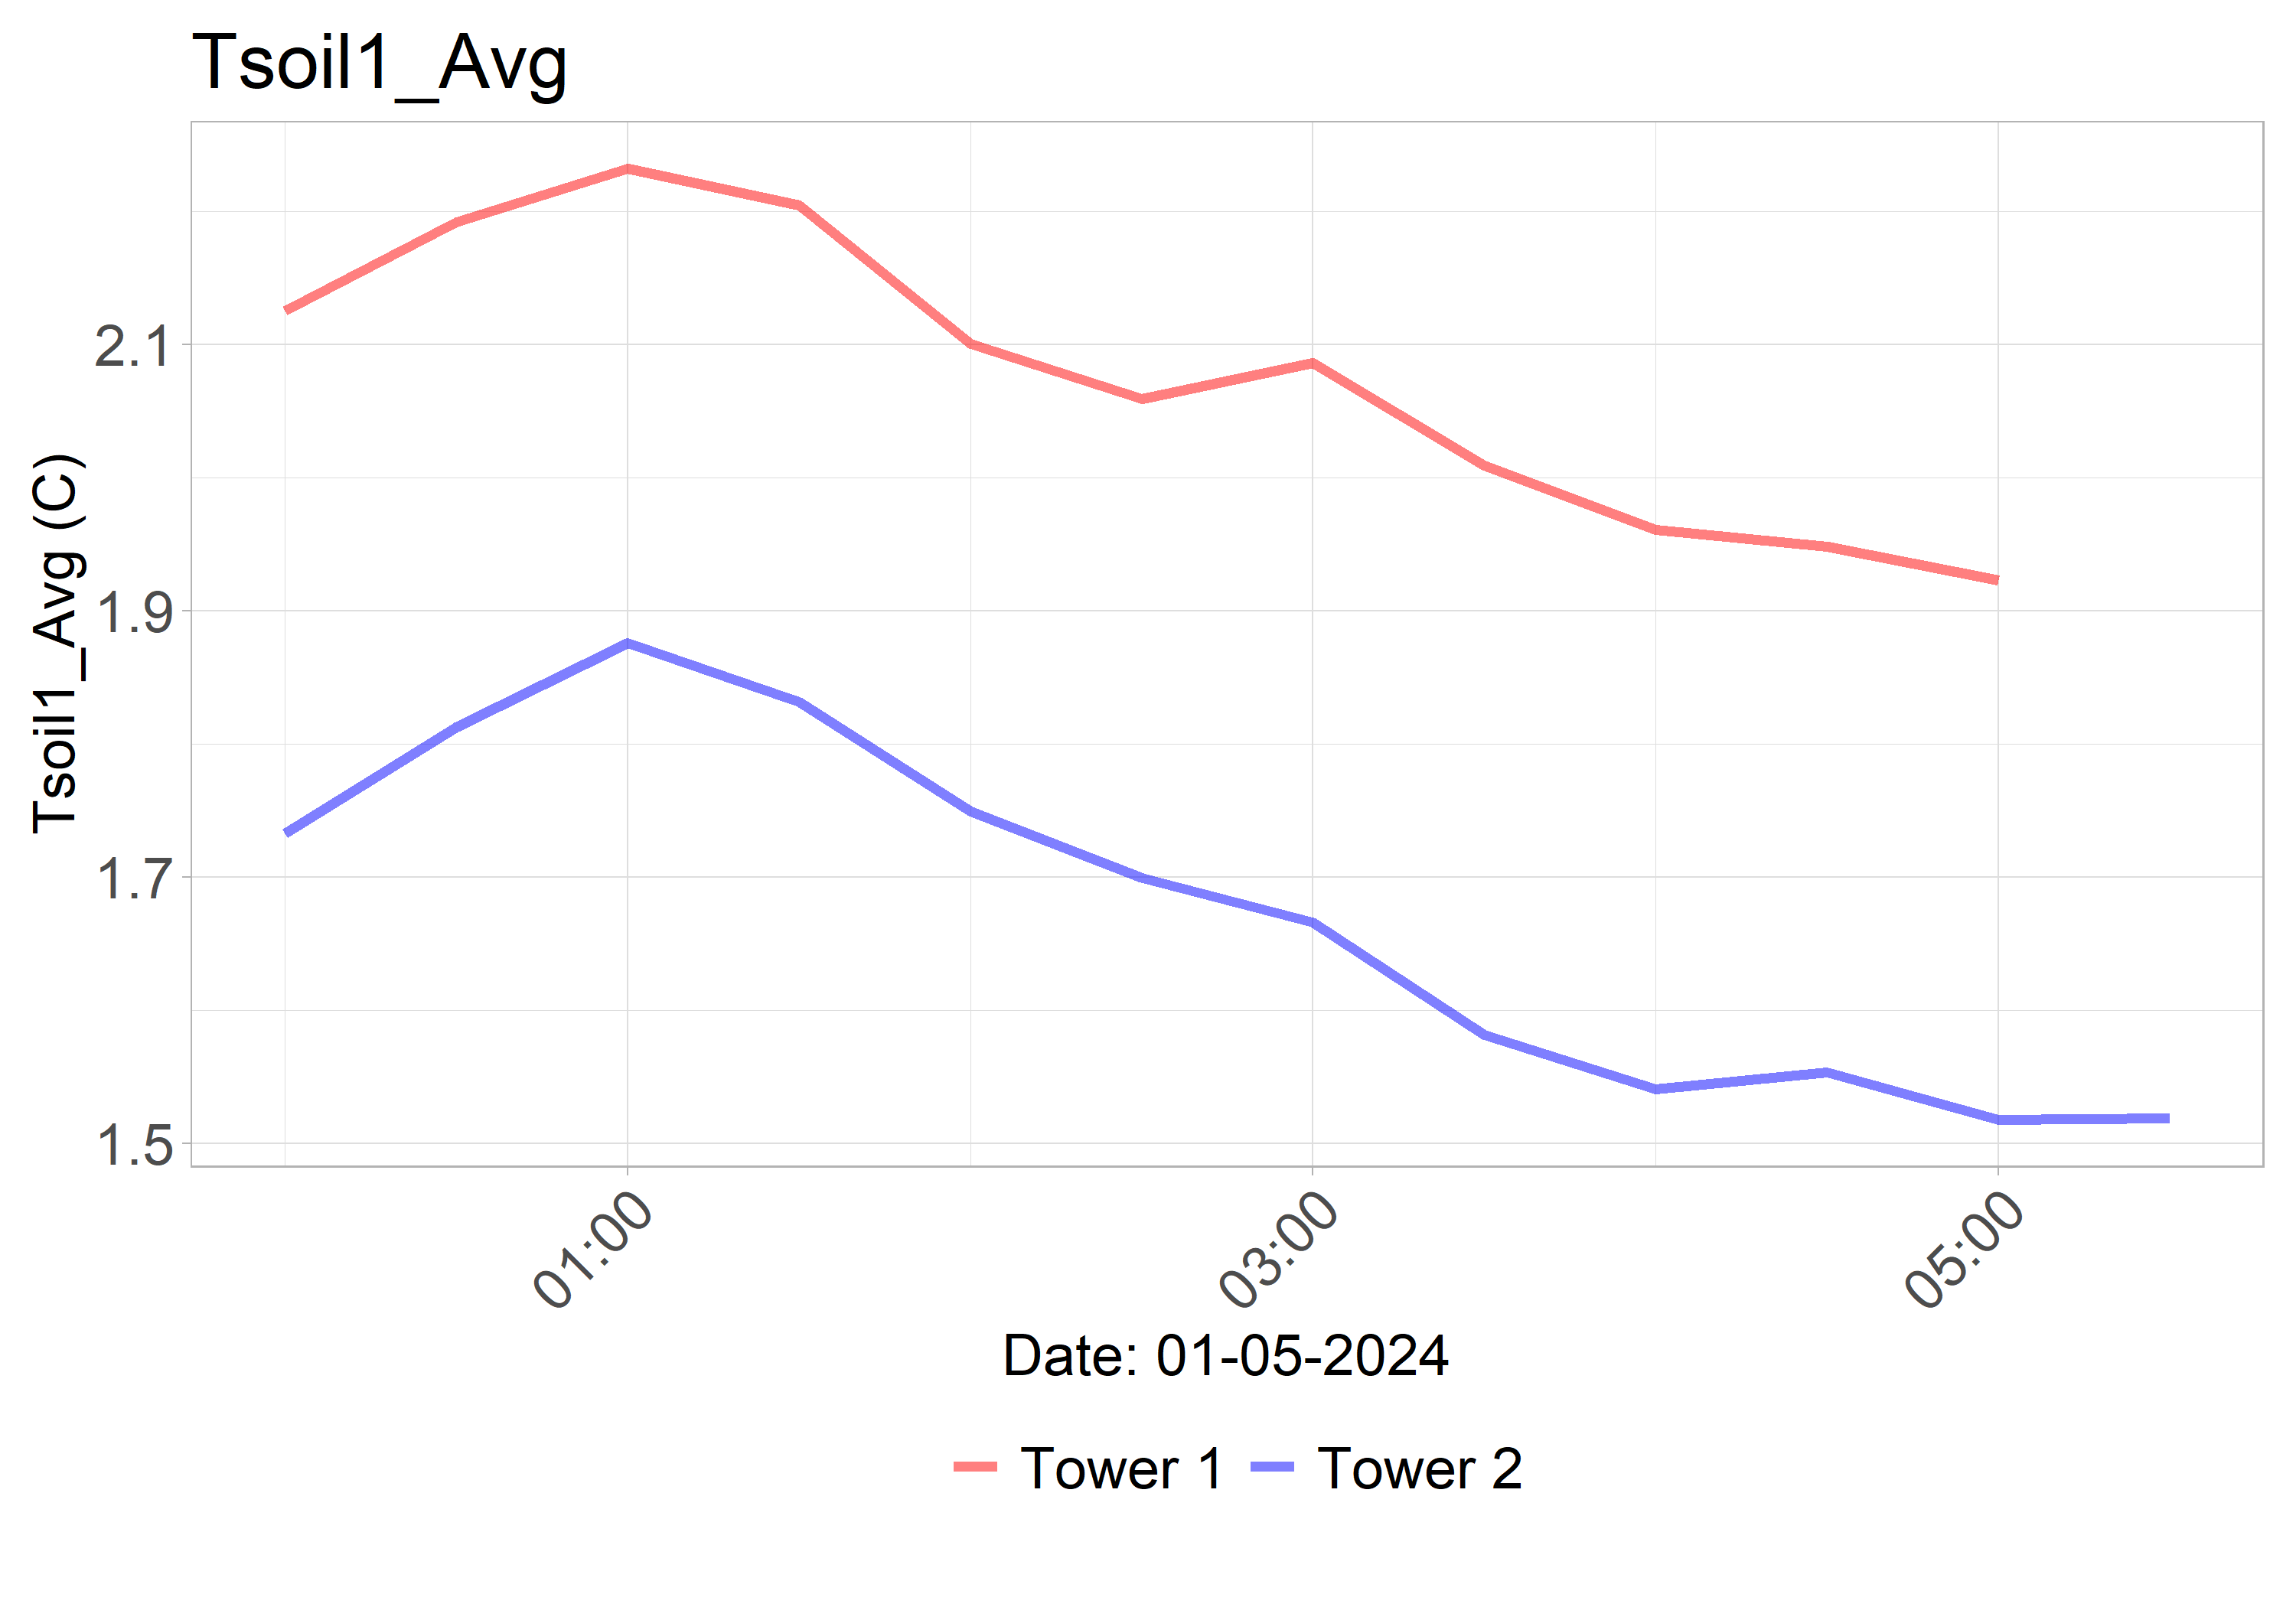 Tsoil1_Avg
Tsoil1_Avg (C)
2.1
1.9
1.7
1.5
01:00
03:00
05:00
Date: 01-05-2024
Tower 1
Tower 2